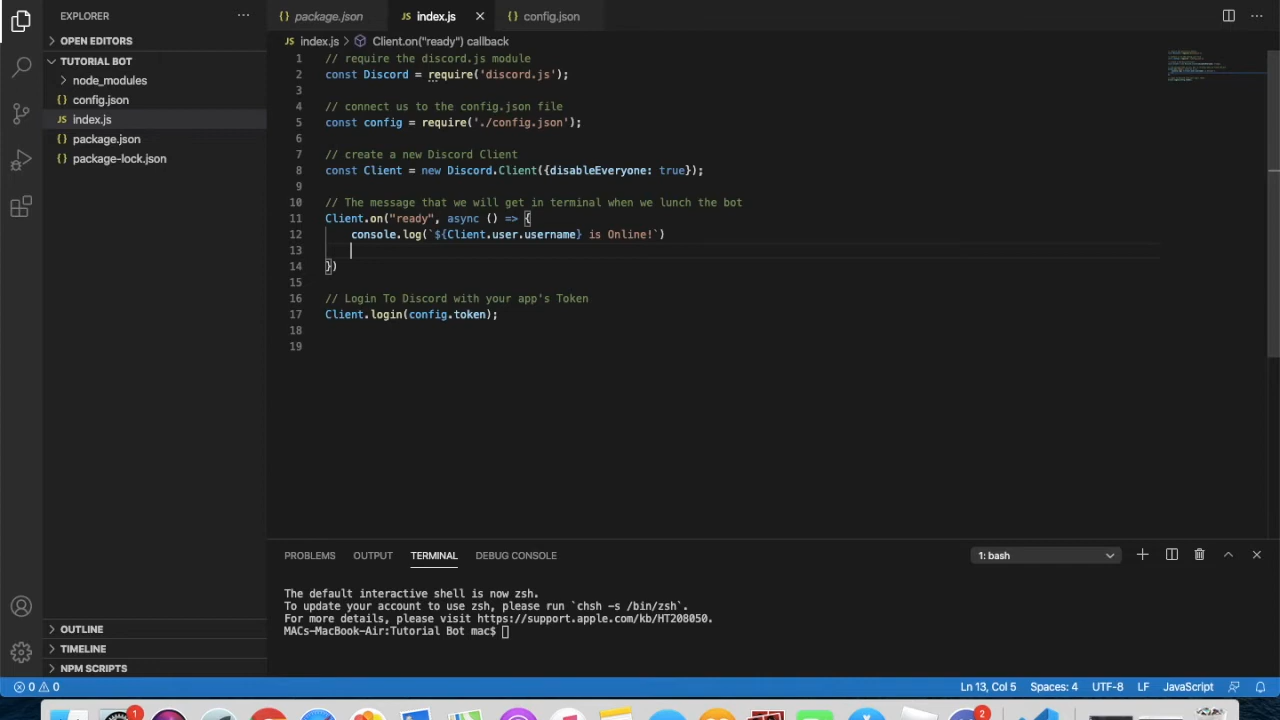 EXPLORER
package.json
index.js
config.json
OPEN EDITORS
index.js > Client.on("ready") callback
TUTORIAL BOT
node_modules
config.json
index.js
package.json
package-lock.json
1 // require the discord.js module
2 const Discord = require('discord.js');
3
4 // connect us to the config.json file
5 const config = require('./config.json');
6
7 // create a new Discord Client
8 const Client = new Discord.Client({disableEveryone: true});
9
10 // The message that we will get in terminal when we lunch the bot
11 Client.on("ready", async () => {
12 console.log(`${Client.user.username} is Online!`)
13
14 })
15
16 // Login To Discord with your app's Token
17 Client.login(config.token);
18
19
PROBLEMS OUTPUT TERMINAL DEBUG CONSOLE
1: bash
The default interactive shell is now zsh.
To update your account to use zsh, please run `chsh -s /bin/zsh`.
For more details, please visit https://support.apple.com/kb/HT208050.
MACs-MacBook-Air:Tutorial Bot mac$
OUTLINE
TIMELINE
NPM SCRIPTS
0 0
Ln 13, Col 5 Spaces: 4 UTF-8 LF JavaScript
1
2